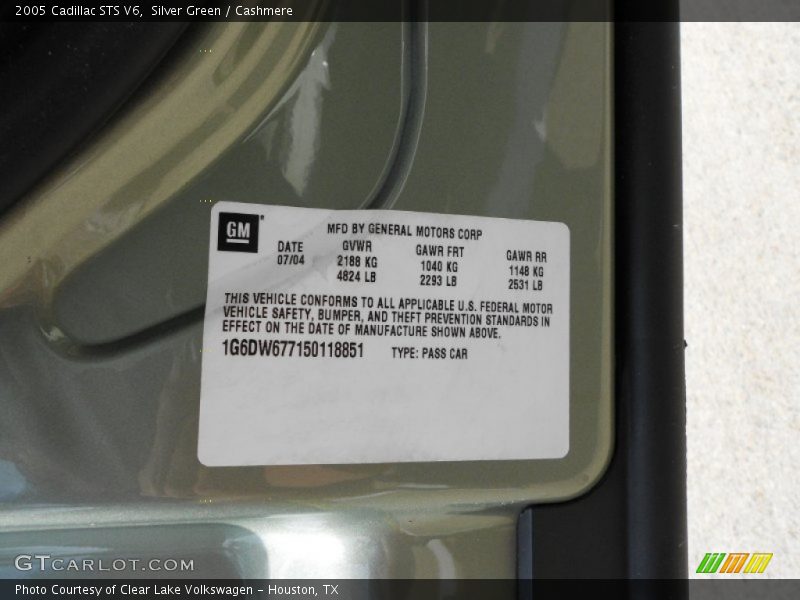 2005 Cadillac STS V6,  Silver Green / Cashmere
GM
MFD BY GENERAL MOTORS CORP
DATE GVWR GAWR FRT GAWR RR
07/04 2188 KG 1040 KG 1148 KG
4824 LB 2293 LB 2531 LB
THIS VEHICLE CONFORMS TO ALL APPLICABLE U.S. FEDERAL MOTOR
VEHICLE SAFETY, BUMPER, AND THEFT PREVENTION STANDARDS IN
EFFECT ON THE DATE OF MANUFACTURE SHOWN ABOVE.
1G6DW677150118851 TYPE: PASS CAR
GTCARLOT.COM
Photo Courtesy of Clear Lake Volkswagen - Houston, TX